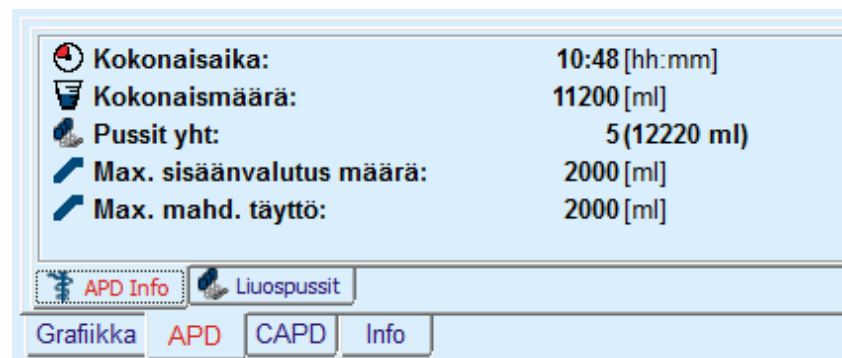 Kokonaisaika: 10:48 [hh:mm]
Kokonaismäärä: 11200 [ml]
Pussit yht: 5 (12220 ml)
Max. sisäänvalutus määrä: 2000 [ml]
Max. mahd. täyttö: 2000 [ml]
APD Info Liuospussit
Grafiikka APD CAPD Info